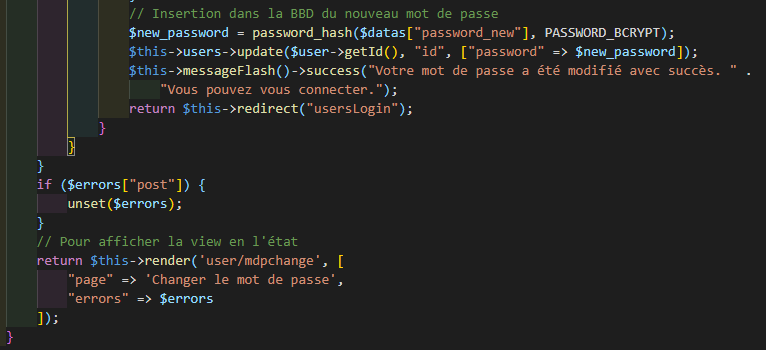 // Insertion dans la BBD du nouveau mot de passe
$new_password = password_hash($datas["password_new"], PASSWORD_BCRYPT);
$this->users->update($user->getId(), "id", ["password" => $new_password]);
$this->messageFlash()->success("Votre mot de passe a été modifié avec succès. " .
"Vous pouvez vous connecter.");
return $this->redirect("usersLogin");
}
}
}
if ($errors["post"]) {
unset($errors);
}
// Pour afficher la view en l'état
return $this->render('user/mdpchange', [
"page" => 'Changer le mot de passe',
"errors" => $errors
]);
}